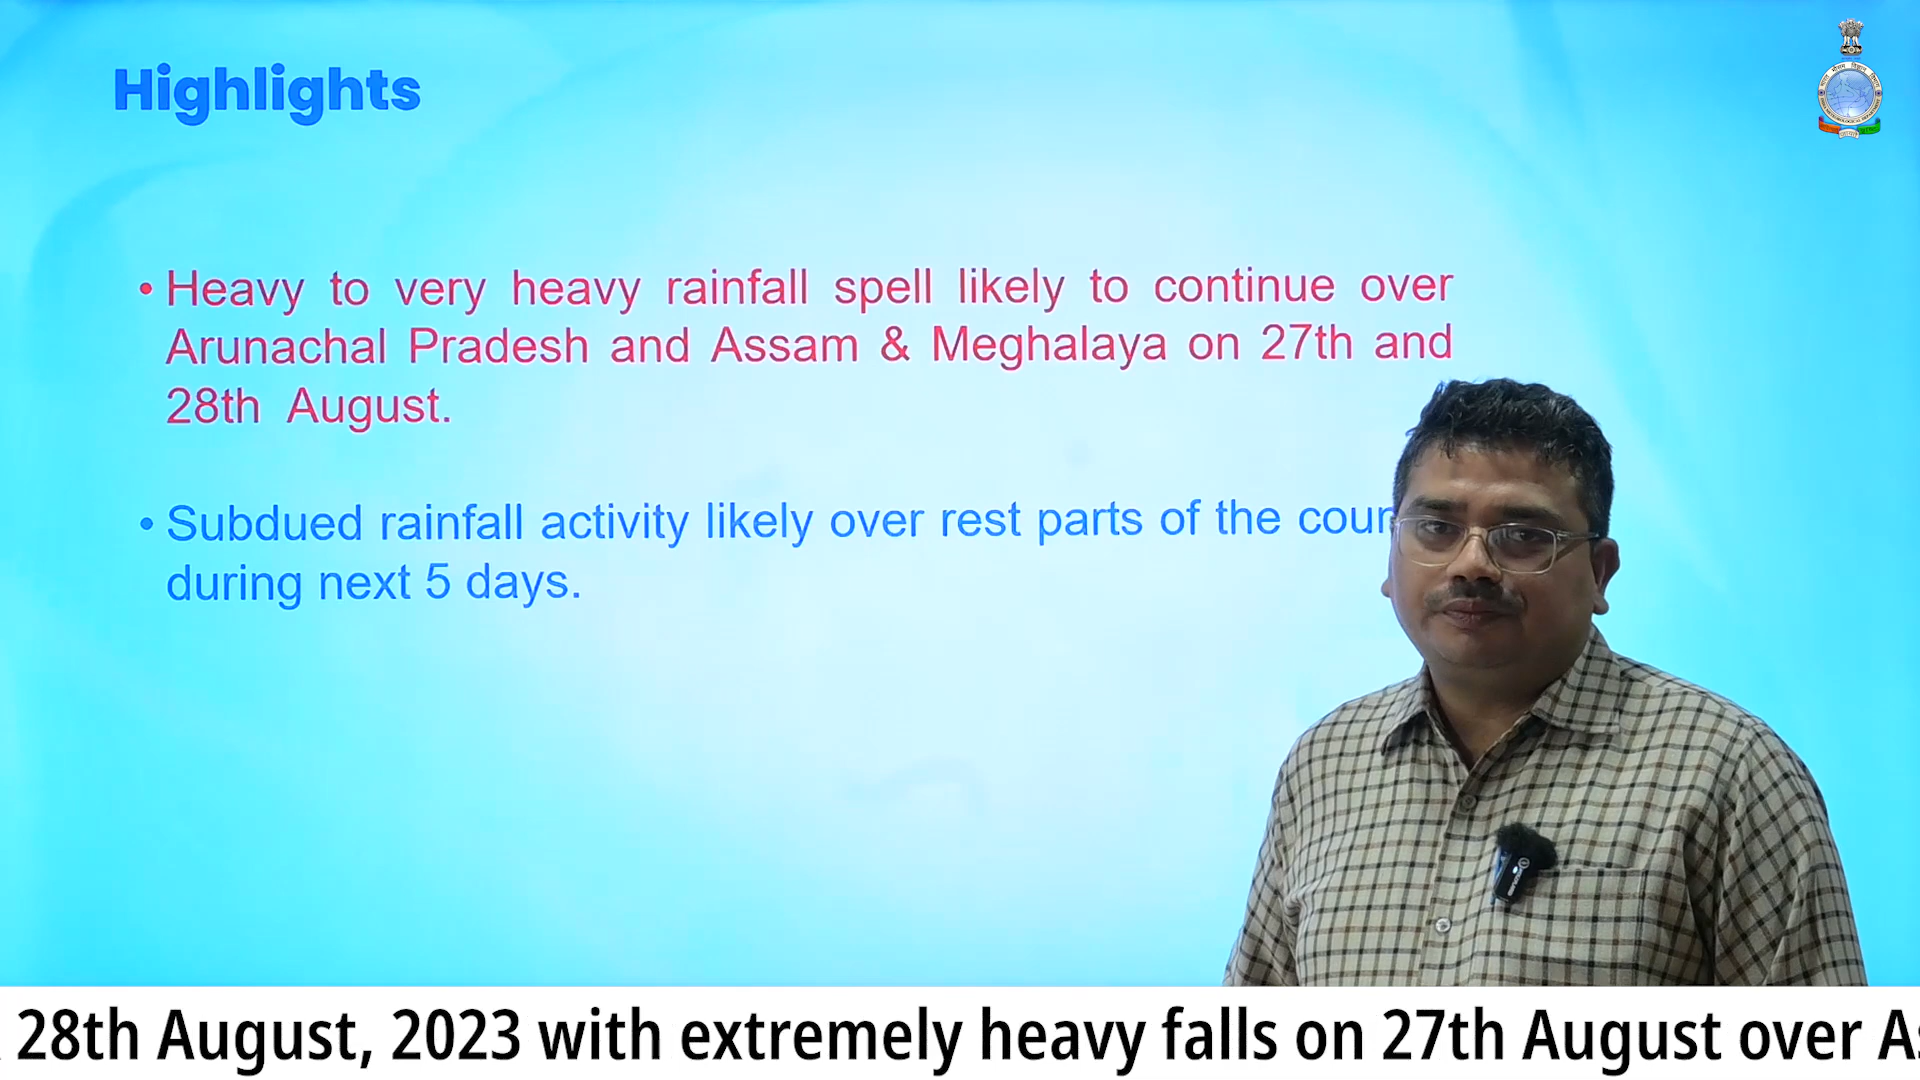 Highlights
• Heavy to very heavy rainfall spell likely to continue over
Arunachal Pradesh and Assam & Meghalaya on 27th and
28th August.
• Subdued rainfall activity likely over rest parts of the cour
during next 5 days.
28th August, 2023 with extremely heavy falls on 27th August over As